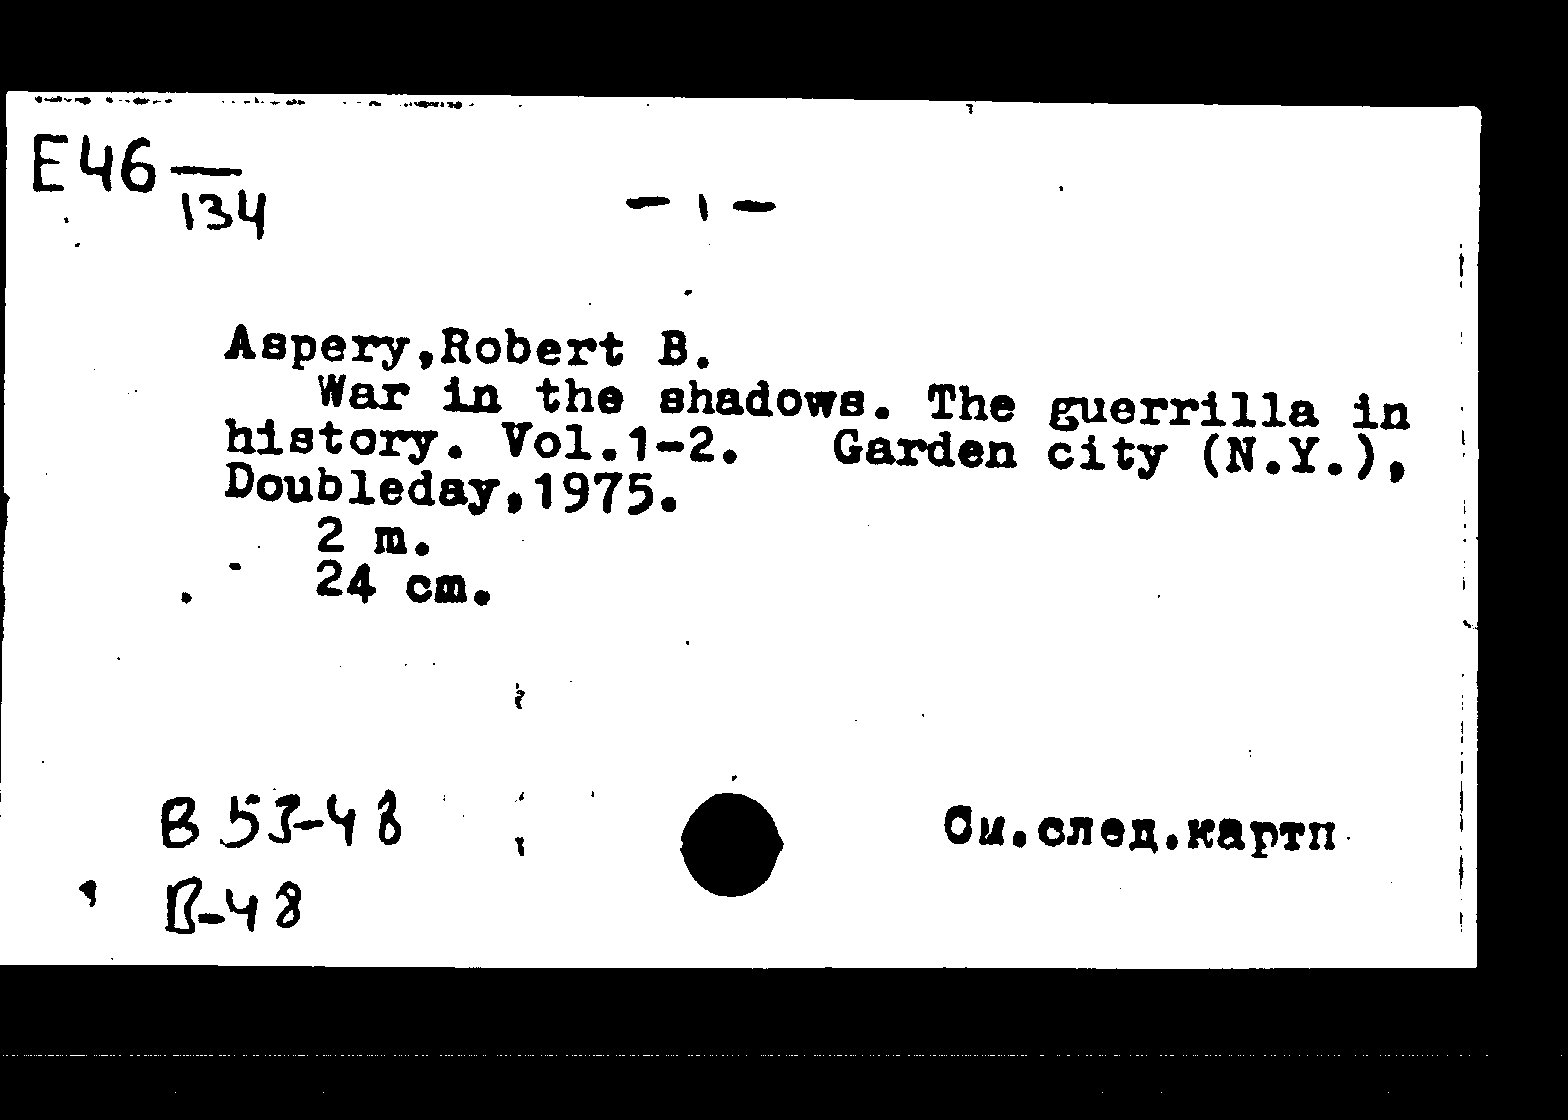 E46 —
134
- 1 -
Aspery,Robert B.
War in the shadows. The guerrilla in
history. Vol.1-2. Garden city (N.Y.),
Doubleday,1975.
2 m.
24 cm.
В 53-48
См.след.картп
В-48